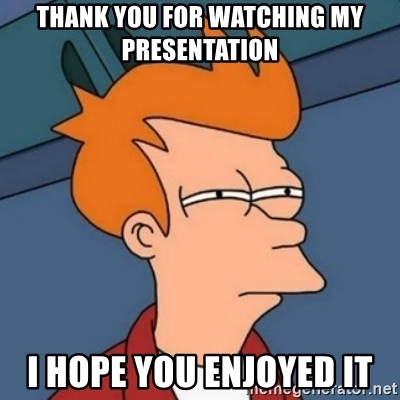 THANK YOU FOR WATCHING MY
PRESENTATION
I HOPE YOU ENJOYED IT
memegenerator.net